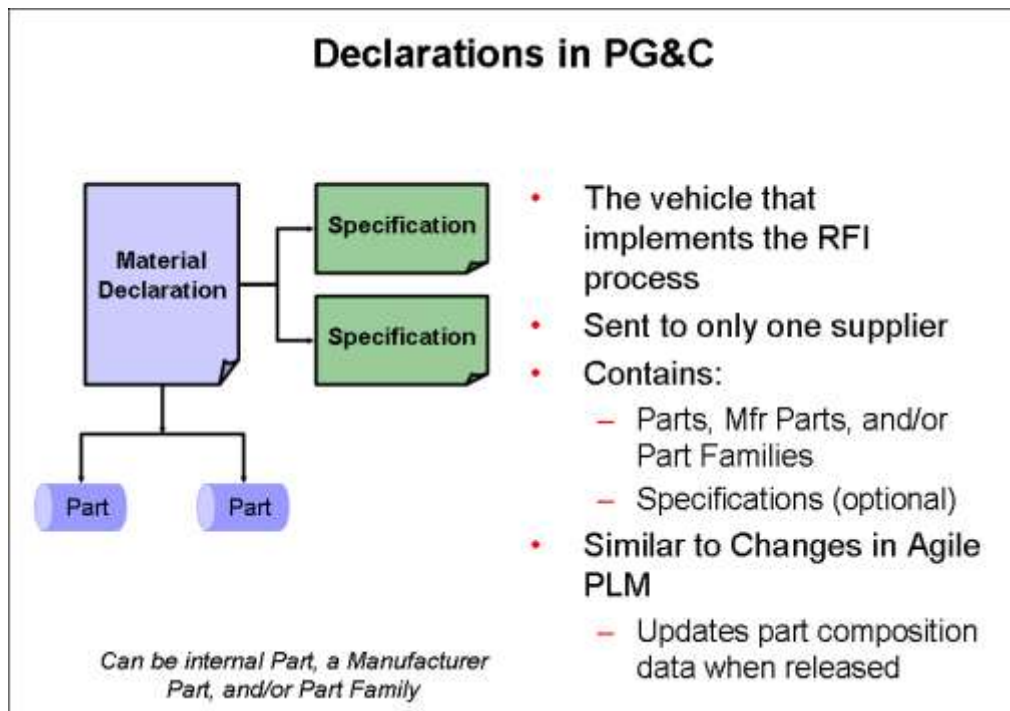 Declarations in PG&C
Material
Declaration
Specification
Specification
Part
Part
Can be internal Part, a Manufacturer
Part, and/or Part Family
• The vehicle that
implements the RFI
process
• Sent to only one supplier
• Contains:
– Parts, Mfr Parts, and/or
Part Families
– Specifications (optional)
• Similar to Changes in Agile
PLM
– Updates part composition
data when released